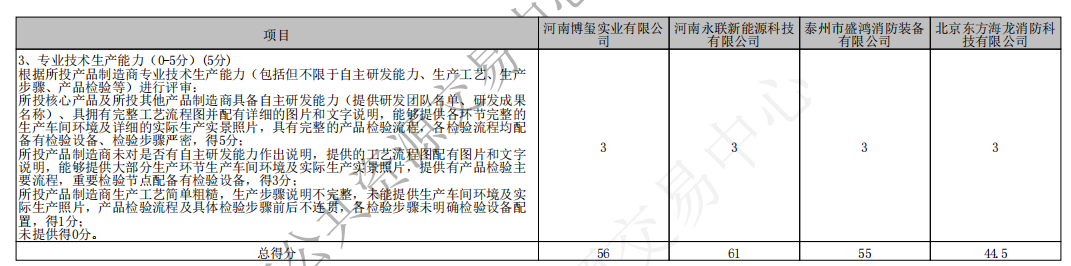 项目
河南博玺实业有限公
司
河南永联新能源科技
有限公司
泰州市盛鸿消防装备
有限公司
北京东方海龙消防科
技有限公司
3、专业技术生产能力（0-5分）(5分)
根据所投产品制造商专业技术生产能力（包括但不限于自主研发能力、生产工艺、生产
步骤、产品检验等）进行评审：
所投核心产品及所投其他产品制造商具备自主研发能力（提供研发团队名单、研发成果
名称）、具拥有完整工艺流程图并配有详细的图片和文字说明，能够提供各环节完整的
生产车间环境及详细的实际生产实景照片，具有完整的产品检验流程，各检验流程均配
备有检验设备、检验步骤严密，得5分；
所投产品制造商未对是否有自主研发能力作出说明，提供的工艺流程图配有图片和文字
说明，能够提供大部分生产环节生产车间环境及实际生产实景照片，提供有产品检验主
要流程，重要检验节点配备有检验设备，得3分；
所投产品制造商生产工艺简单粗糙，生产步骤说明不完整，未能提供生产车间环境及实
际生产照片，产品检验流程及具体检验步骤前后不连贯，各检验步骤未明确检验设备配
置，得1分；
未提供得0分。
3
3
3
3
总得分
56
61
55
44.5
公共资源交易中心
交易中心